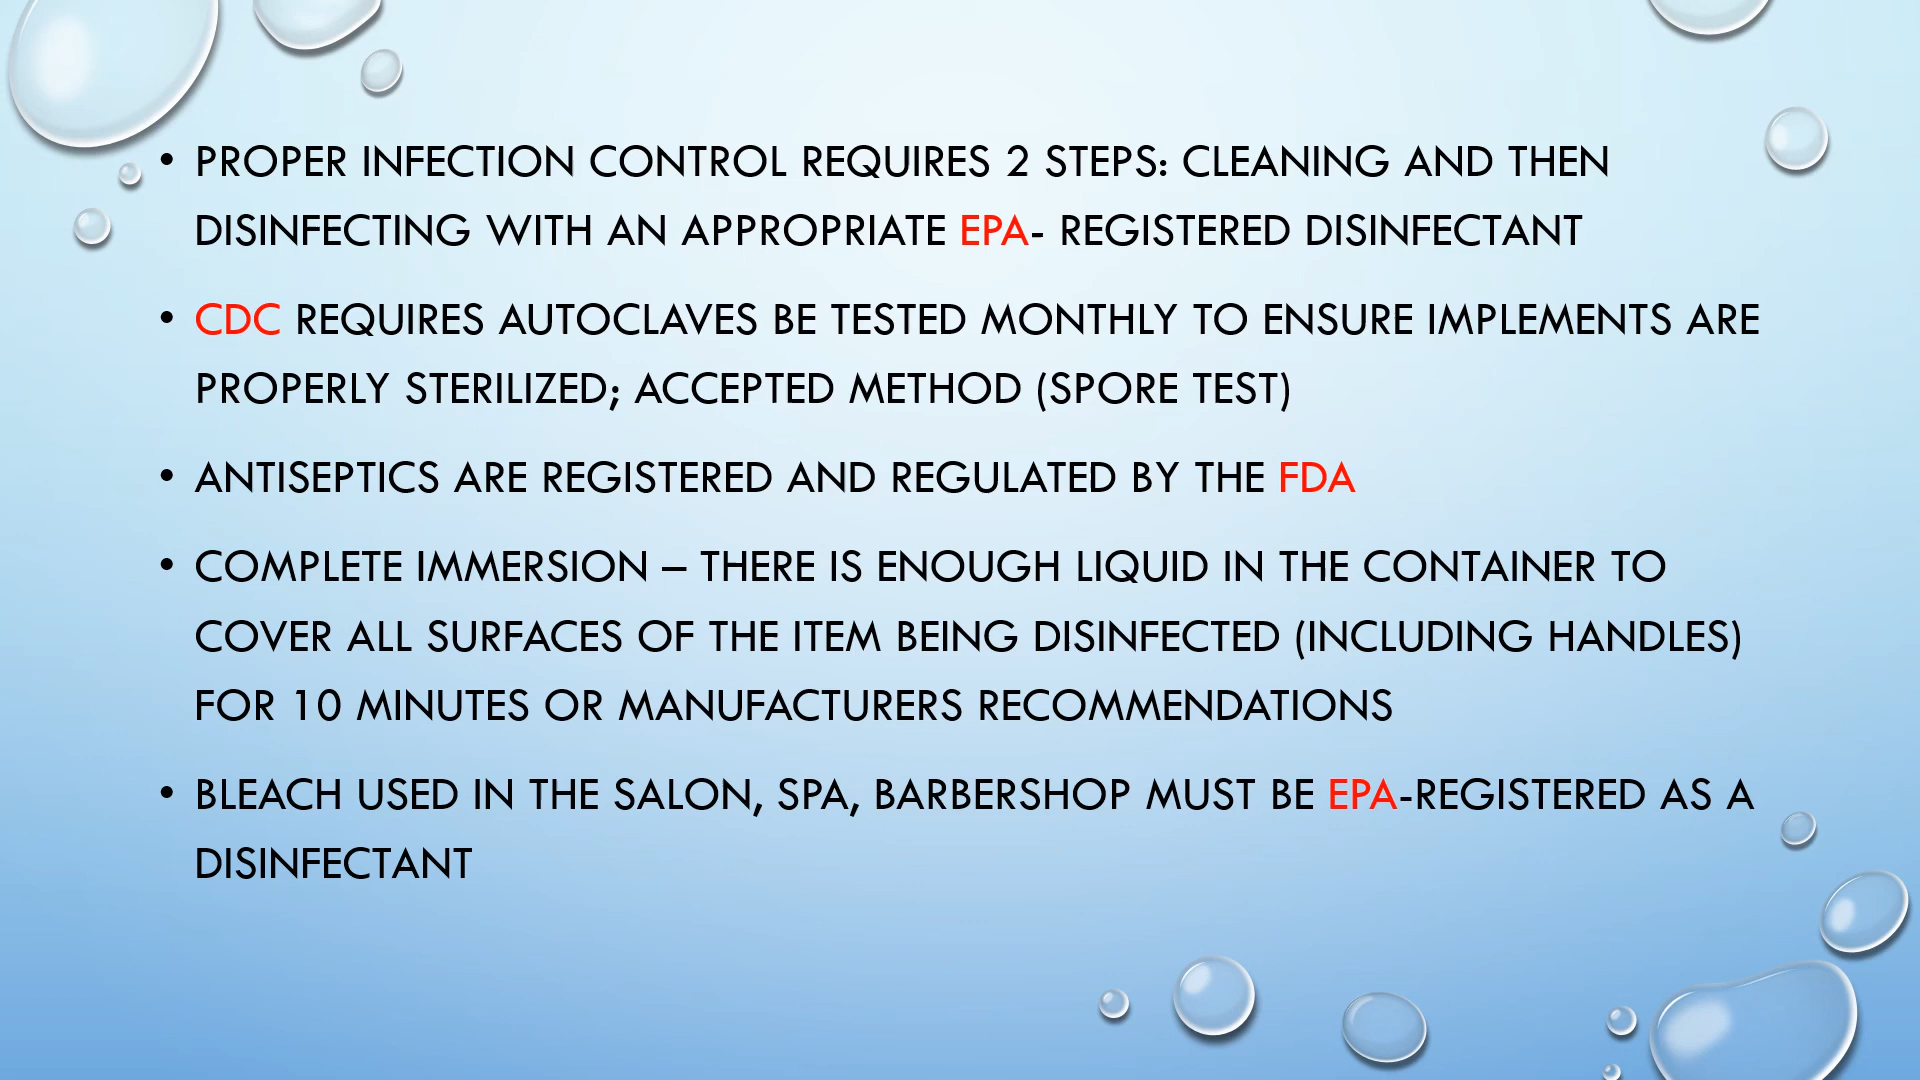 • PROPER INFECTION CONTROL REQUIRES 2 STEPS: CLEANING AND THEN
DISINFECTING WITH AN APPROPRIATE EPA- REGISTERED DISINFECTANT
• CDC REQUIRES AUTOCLAVES BE TESTED MONTHLY TO ENSURE IMPLEMENTS ARE
PROPERLY STERILIZED; ACCEPTED METHOD (SPORE TEST)
• ANTISEPTICS ARE REGISTERED AND REGULATED BY THE FDA
• COMPLETE IMMERSION – THERE IS ENOUGH LIQUID IN THE CONTAINER TO
COVER ALL SURFACES OF THE ITEM BEING DISINFECTED (INCLUDING HANDLES)
FOR 10 MINUTES OR MANUFACTURERS RECOMMENDATIONS
• BLEACH USED IN THE SALON, SPA, BARBERSHOP MUST BE EPA-REGISTERED AS A
DISINFECTANT